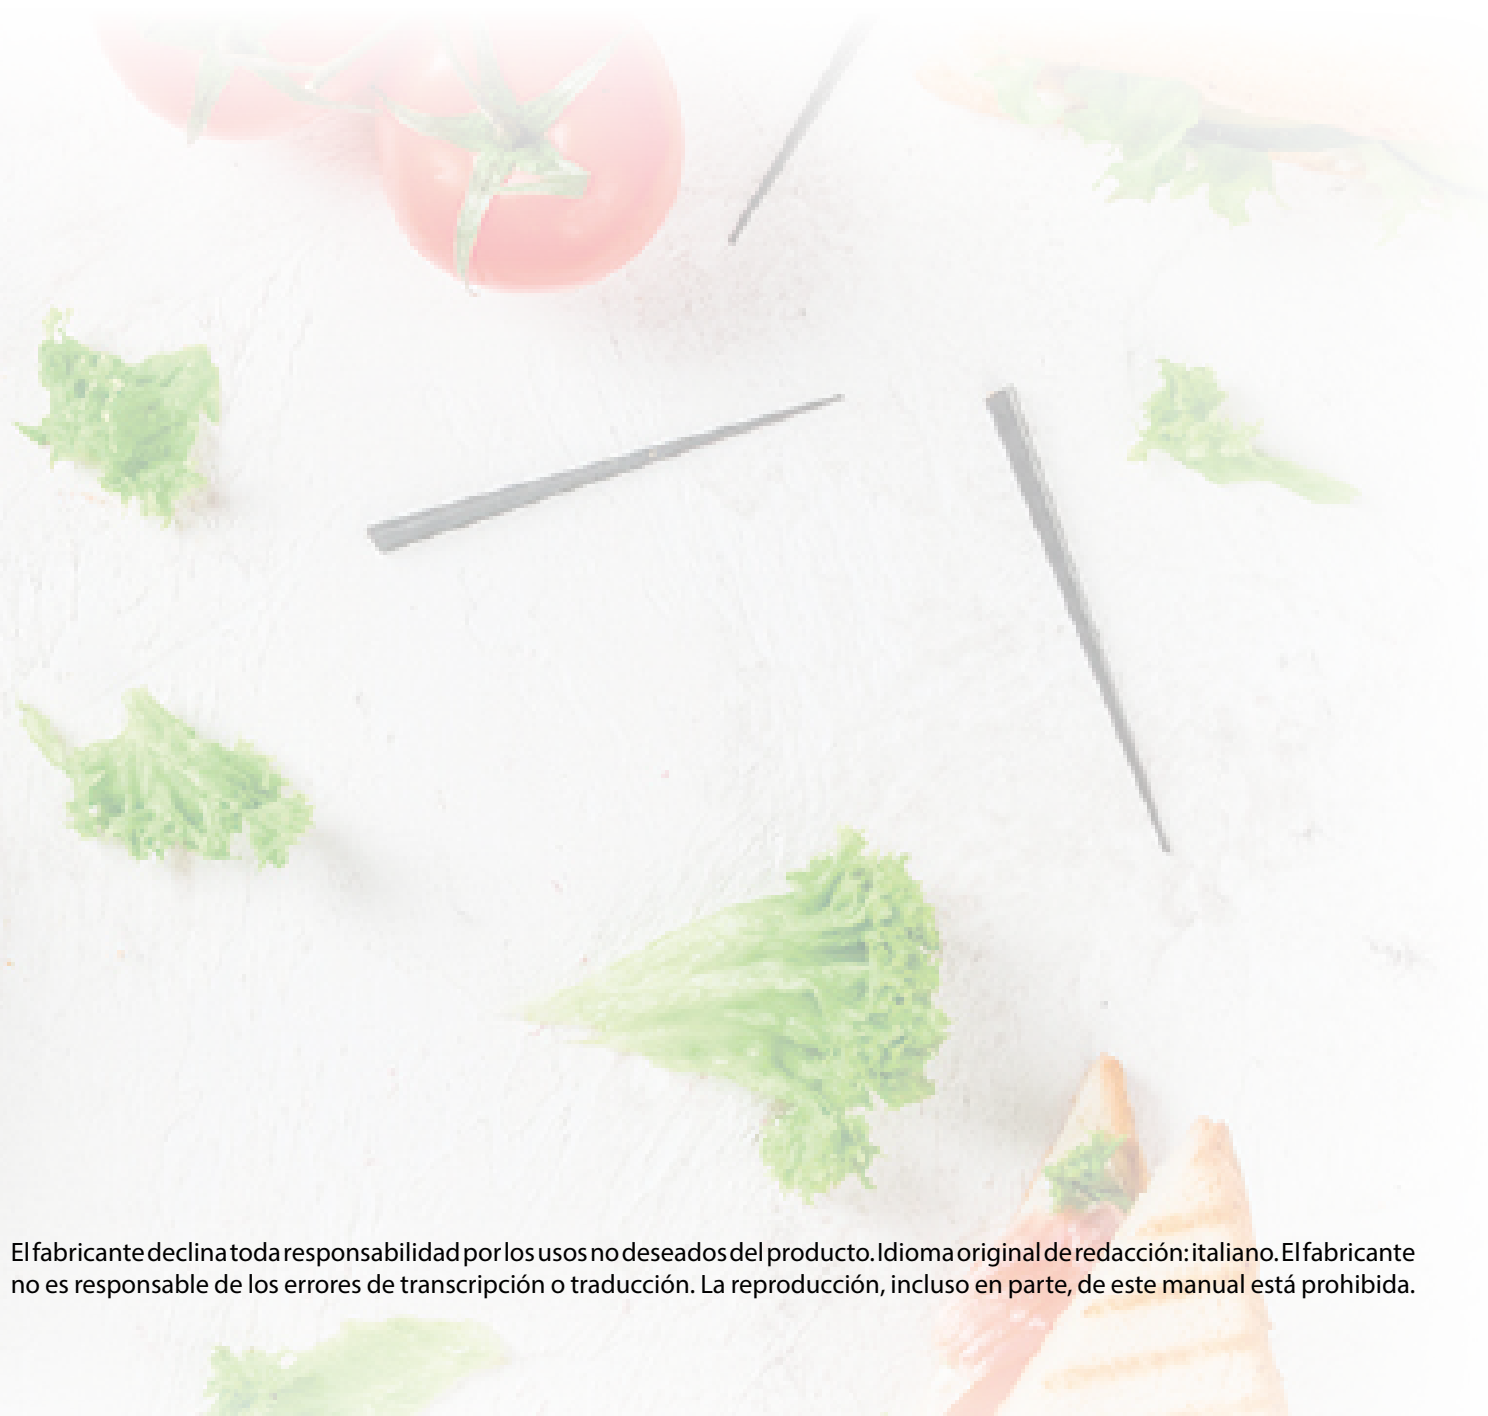 El fabricante declina toda responsabilidad por los usos no deseados del producto. Idioma original de redacción: italiano. El fabricante
no es responsable de los errores de transcripción o traducción. La reproducción, incluso en parte, de este manual está prohibida.